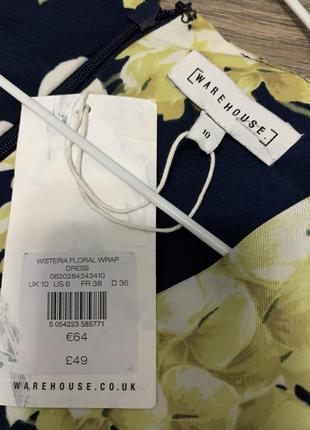 WAREHOUSE
10
WISTERIA FLORAL WRAP
DRESS
0620284343410
UK 10 US 6 FR 38 D 36
5 054223 585771
€64
£49
WAREHOUSE.CO.UK